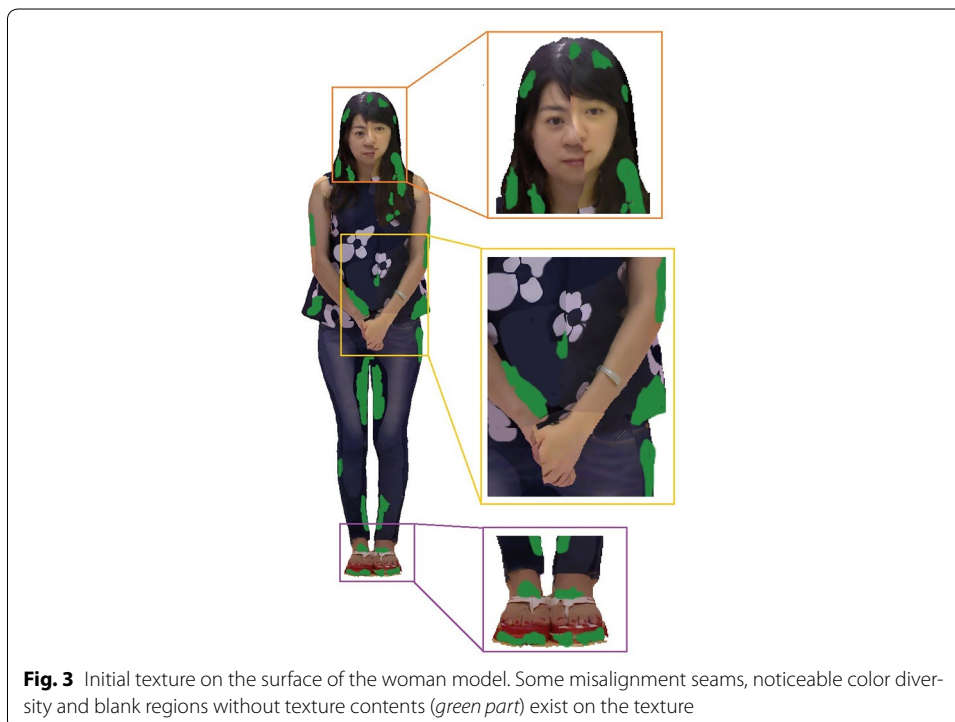 Fig. 3 Initial texture on the surface of the woman model. Some misalignment seams, noticeable color diver-
sity and blank regions without texture contents (green part) exist on the texture